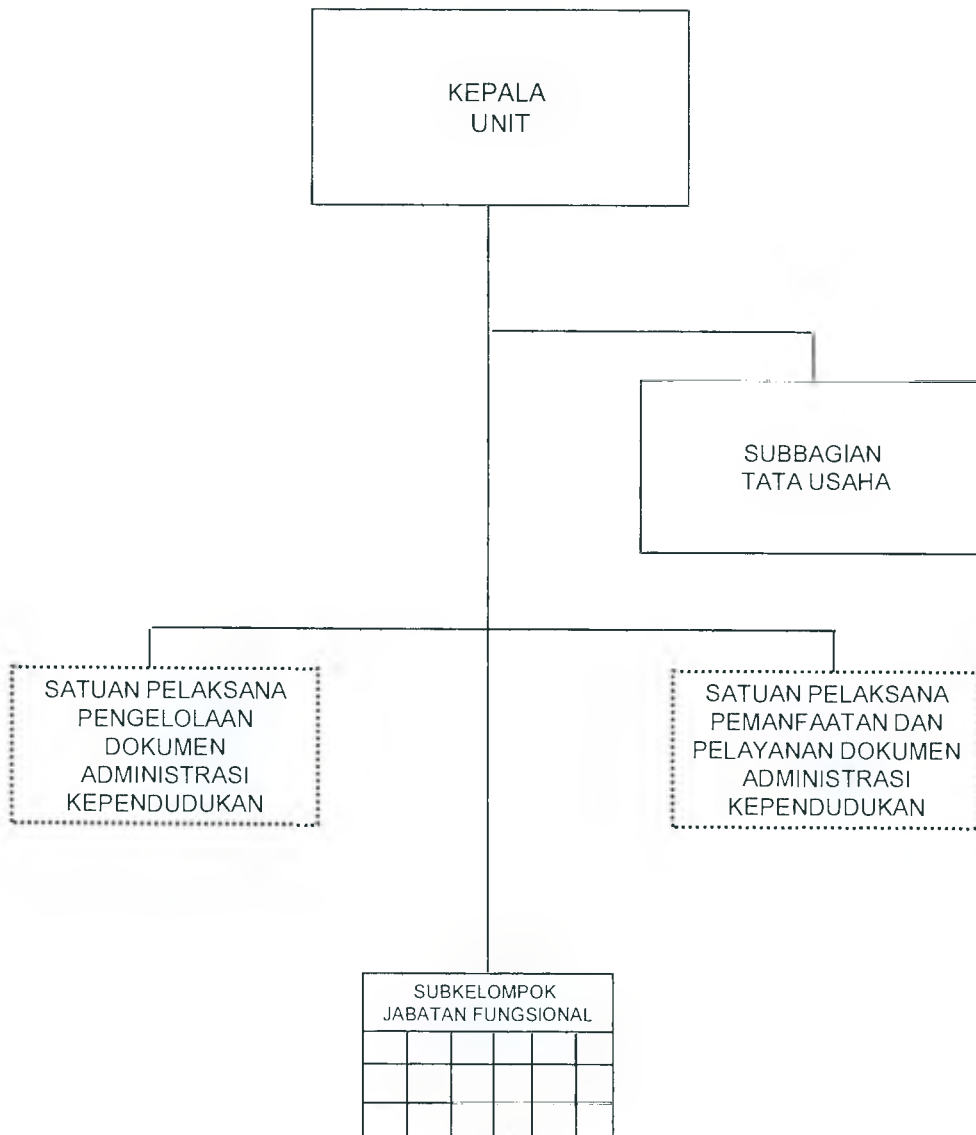 KEPALA
UNIT
SUBBAGIAN
TATA USAHA
SATUAN PELAKSANA
PENGELOLAAN
DOKUMEN
ADMINISTRASI
KEPENDUDUKAN
SATUAN PELAKSANA
PEMANFAATAN DAN
PELAYANAN DOKUMEN
ADMINISTRASI
KEPENDUDUKAN
SUBKELOMPOK
JABATAN FUNGSIONAL